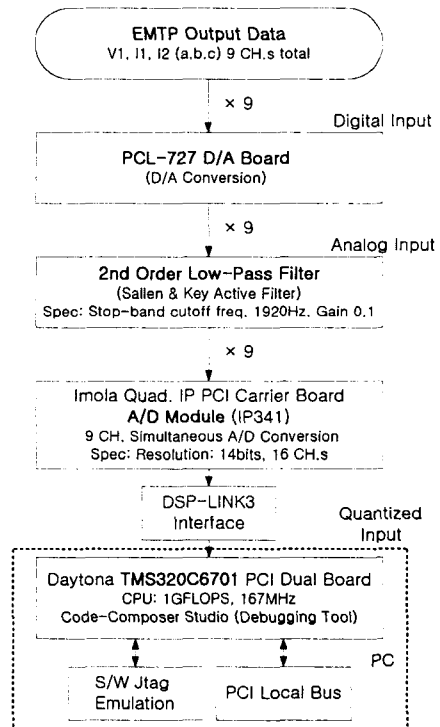 EMTP Output Data
V1, I1, I2 (a,b,c) 9 CH.s total
× 9
Digital Input
PCL-727 D/A Board
(D/A Conversion)
× 9
Analog Input
2nd Order Low-Pass Filter
(Sallen & Key Active Filter)
Spec: Stop-band cutoff freq. 1920Hz, Gain 0.1
× 9
Imola Quad. IP PCI Carrier Board
A/D Module (IP341)
9 CH. Simultaneous A/D Conversion
Spec: Resolution: 14bits, 16 CH.s
DSP-LINK3
Interface
Quantized
Input
Daytona TMS320C6701 PCI Dual Board
CPU: 1GFLOPS, 167MHz
Code-Composer Studio (Debugging Tool)
PC
S/W Jtag
Emulation
PCI Local Bus